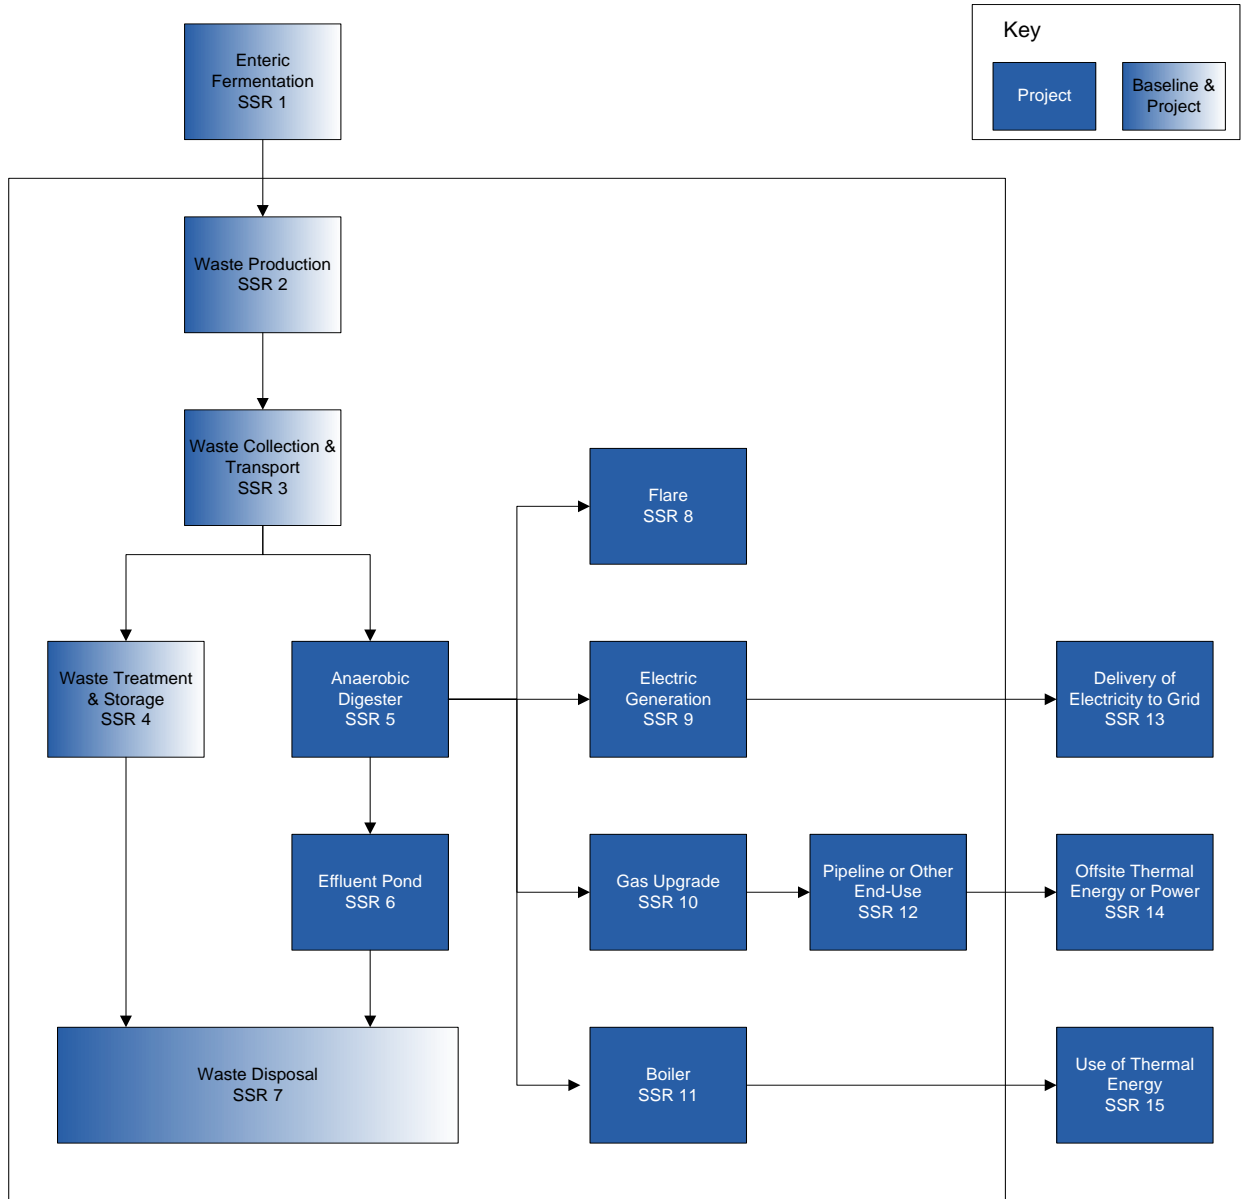 Key
Project
Baseline &
Project
Enteric
Fermentation
SSR 1
Waste Production
SSR 2
Waste Collection &
Transport
SSR 3
Flare
SSR 8
Waste Treatment
& Storage
SSR 4
Anaerobic
Digester
SSR 5
Electric
Generation
SSR 9
Delivery of
Electricity to Grid
SSR 13
Effluent Pond
SSR 6
Gas Upgrade
SSR 10
Pipeline or Other
End-Use
SSR 12
Offsite Thermal
Energy or Power
SSR 14
Waste Disposal
SSR 7
Boiler
SSR 11
Use of Thermal
Energy
SSR 15